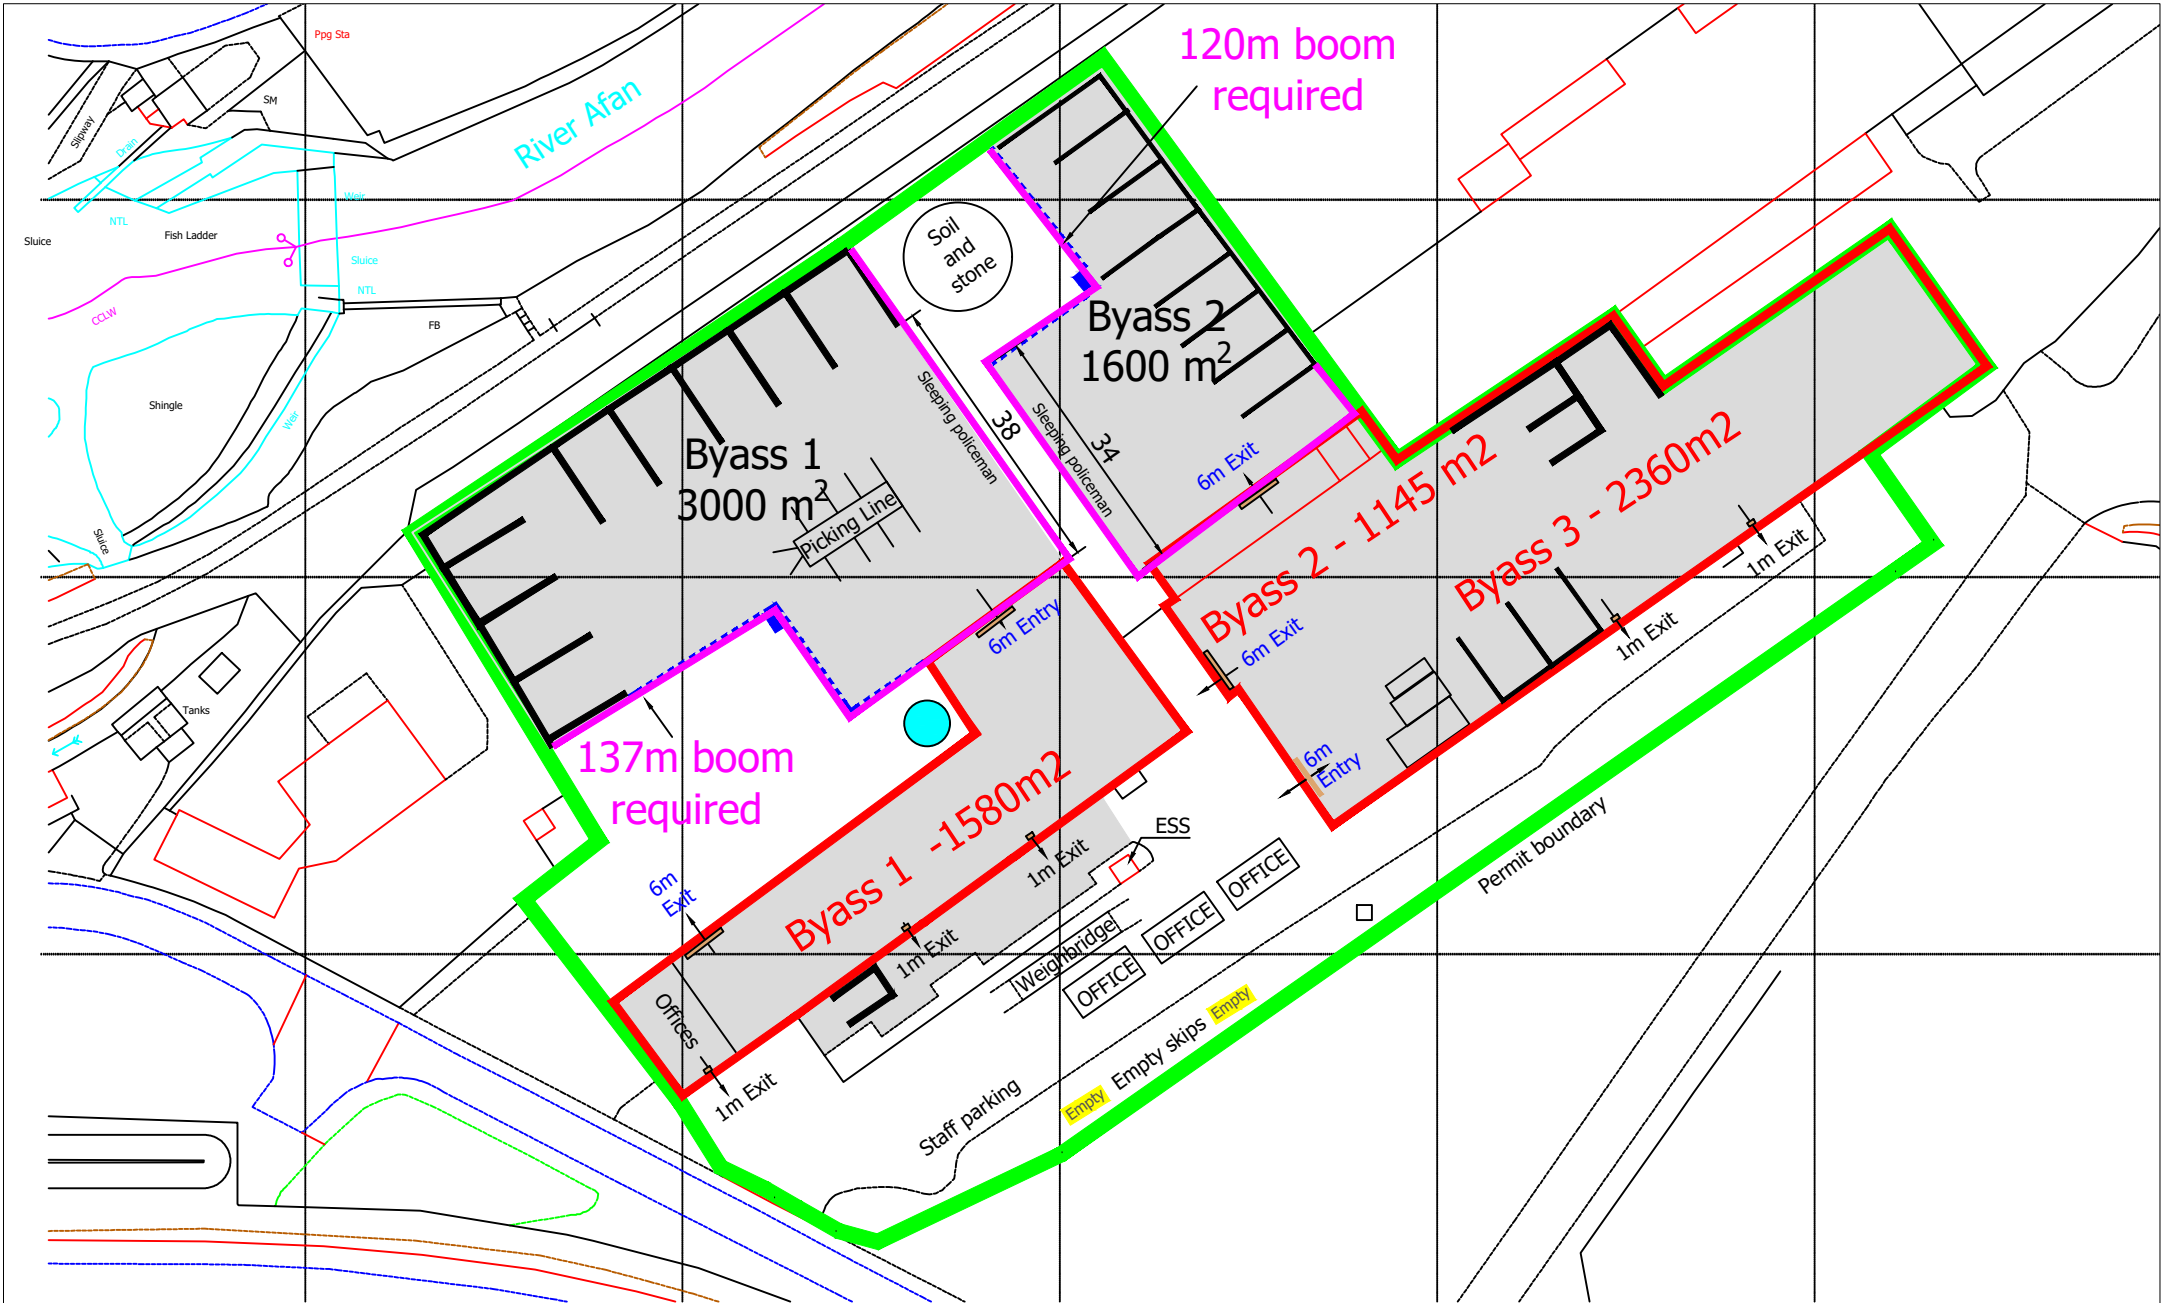 Ppg Sta
120m boom
required
SM
Slipway
Drain
River Afan
Weir
NTL
Sluice
Fish Ladder
Soil
and
stone
Sluice
NTL
CCLW
FB
Byass 2
1600 m²
Shingle
Weir
Sleeping policeman
38
Sleeping policeman
34
Byass 1
3000 m²
Picking Line
6m Exit
Byass 2 - 1145 m2
Byass 3 - 2360m2
Sluice
1m Exit
6m Entry
6m Exit
1m Exit
Tanks
137m boom
required
6m
Entry
Byass 1 -1580m2
ESS
1m Exit
Permit boundary
6m
Exit
OFFICE
OFFICE
OFFICE
Weighbridge
1m Exit
Offices
Empty
Empty skips
Empty
1m Exit
Staff parking